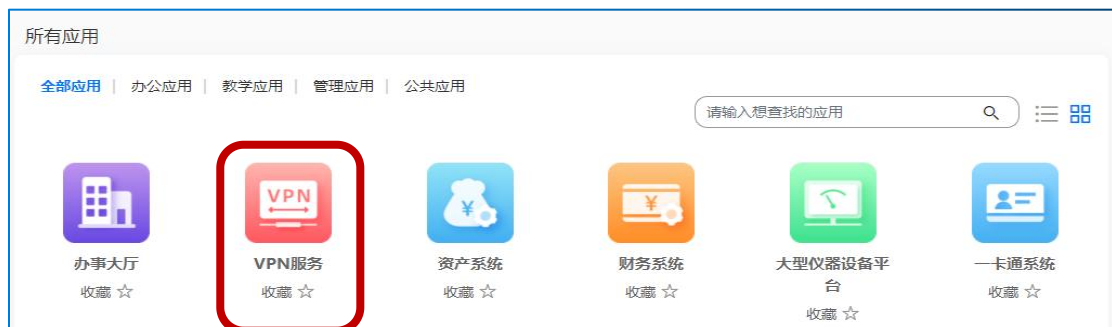 所有应用
全部应用 | 办公应用 | 教学应用 | 管理应用 | 公共应用
请输入想查找的应用
VPN
¥
¥
办事大厅
VPN服务
资产系统
财务系统
大型仪器设备平
台
一卡通系统
收藏 ☆
收藏 ☆
收藏 ☆
收藏 ☆
收藏 ☆
收藏 ☆